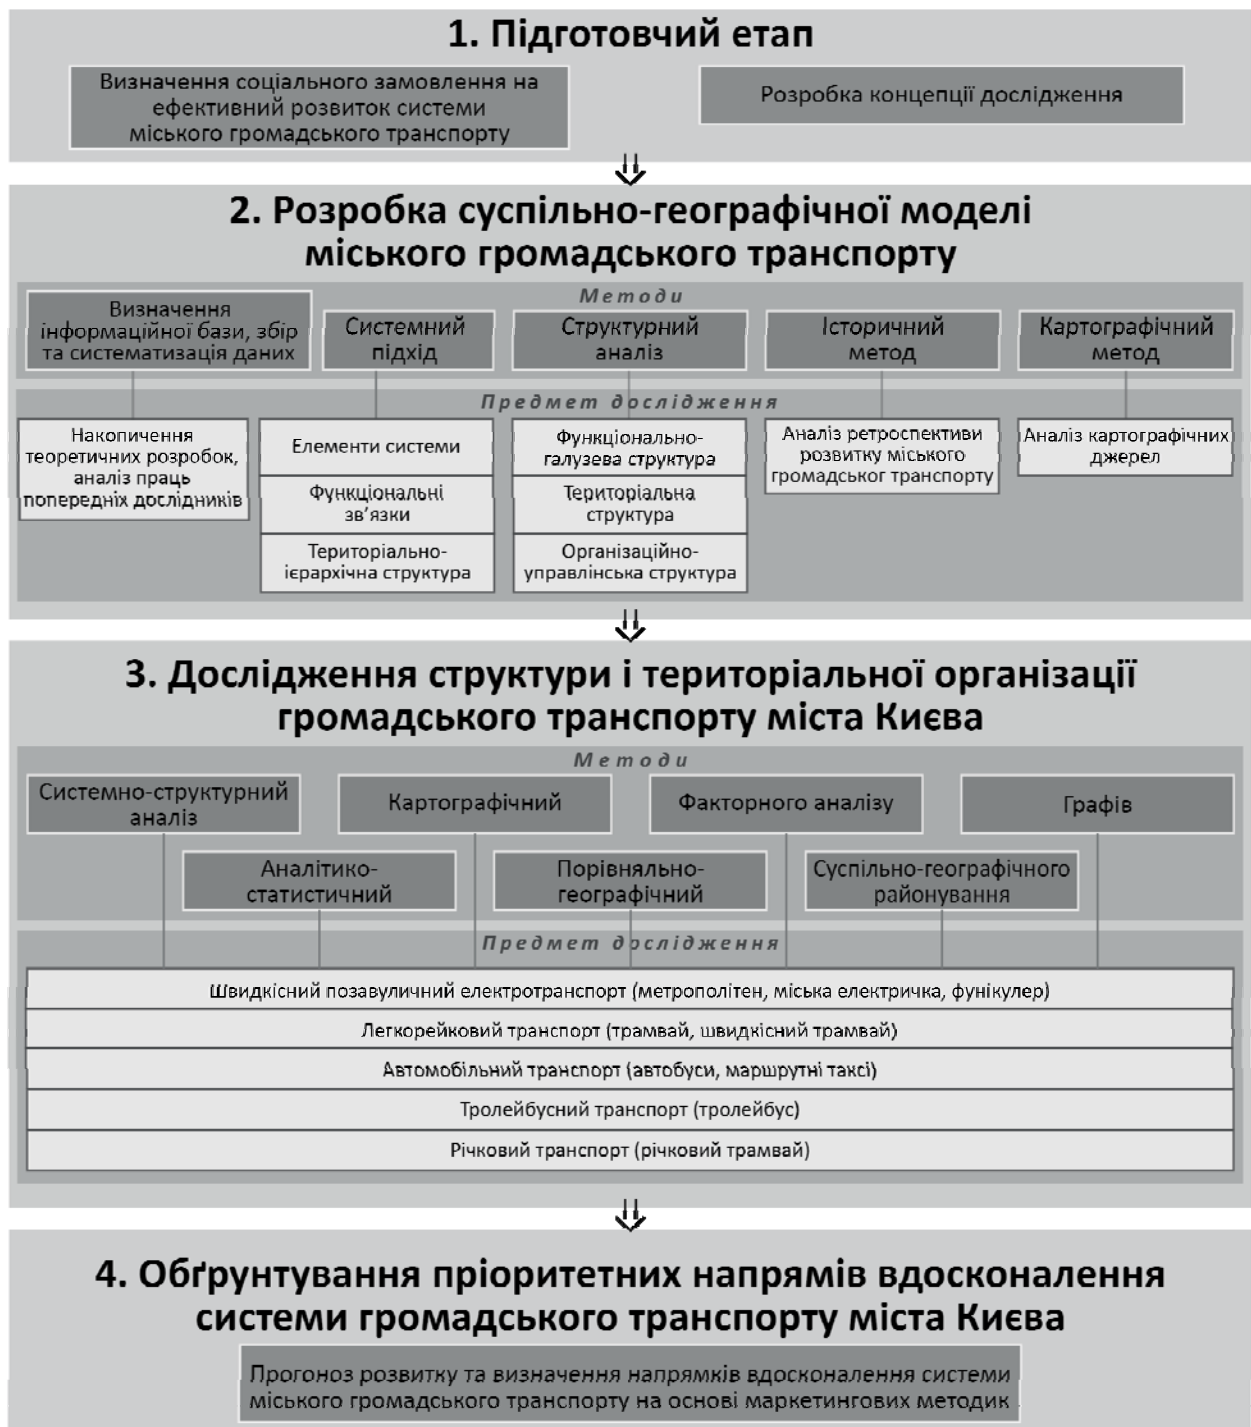 1. Підготовчий етап
Визначення соціального замовлення на
ефективний розвиток системи
міського громадського транспорту
Розробка концепції дослідження
2. Розробка суспільно-географічної моделі
міського громадського транспорту
Методи
Визначення
інформаційної бази, збір
та систематизація даних
Системний
підхід
Структурний
аналіз
Історичний
метод
Картографічний
метод
Предмет дослідження
Накопичення
теоретичних розробок,
аналіз праць
попередніх дослідників
Елементи системи
Функціональні
зв’язки
Територіально-
ієрархічна структура
Функціонально-
галузева структура
Територіальна
структура
Організаційно-
управлінська структура
Аналіз ретроспективи
розвитку міського
громадськог транспорту
Аналіз картографічних
джерел
3. Дослідження структури і територіальної організації
громадського транспорту міста Києва
Методи
Системно-структурний
аналіз
Картографічний
Факторного аналізу
Графів
Аналітико-
статистичний
Порівняльно-
географічний
Суспільно-географічного
районування
Предмет дослідження
Швидкісний позавуличний електротранспорт (метрополітен, міська електричка, фунікулер)
Легкорейковий транспорт (трамвай, швидкісний трамвай)
Автомобільний транспорт (автобуси, маршрутні таксі)
Тролейбусний транспорт (тролейбус)
Річковий транспорт (річковий трамвай)
4. Обґрунтування пріоритетних напрямів вдосконалення
системи громадського транспорту міста Києва
Прогоноз розвитку та визначення напрямків вдосконалення системи
міського громадського транспорту на основі маркетингових методик